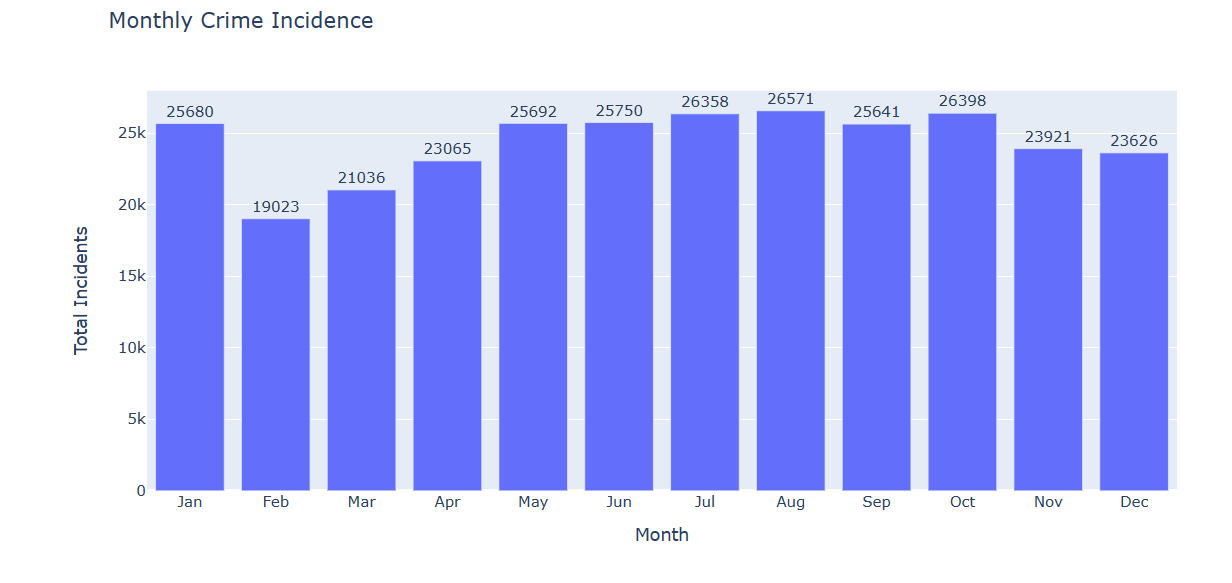 Monthly Crime Incidence
25680
19023
21036
23065
25692
25750
26358
26571
25641
26398
23921
23626
25k
20k
15k
10k
5k
0
Total Incidents
Jan Feb Mar Apr May Jun Jul Aug Sep Oct Nov Dec
Month